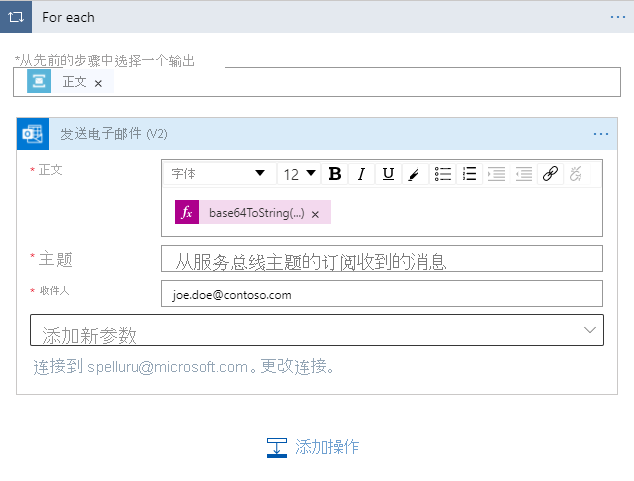 For each
*从先前的步骤中选择一个输出
正文 ×
发送电子邮件 (V2)
* 正文
字体 12 B I U
fx base64ToString(...) ×
* 主题 从服务总线主题的订阅收到的消息
* 收件人 joe.doe@contoso.com
添加新参数
连接到 spelluru@microsoft.com。更改连接。
添加操作